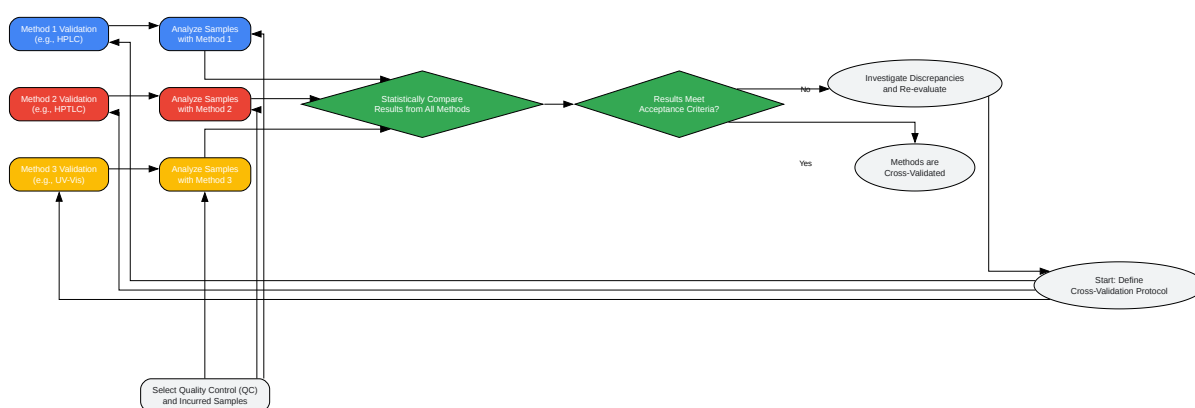 Method 1 Validation
(e.g., HPLC)
Analyze Samples
with Method 1
Method 2 Validation
(e.g., HPTLC)
Analyze Samples
with Method 2
Method 3 Validation
(e.g., UV-Vis)
Analyze Samples
with Method 3
Statistically Compare
Results from All Methods
Results Meet
Acceptance Criteria?
No
Investigate Discrepancies
and Re-evaluate
Yes
Methods are
Cross-Validated
Start: Define
Cross-Validation Protocol
Select Quality Control (QC)
and Incurred Samples